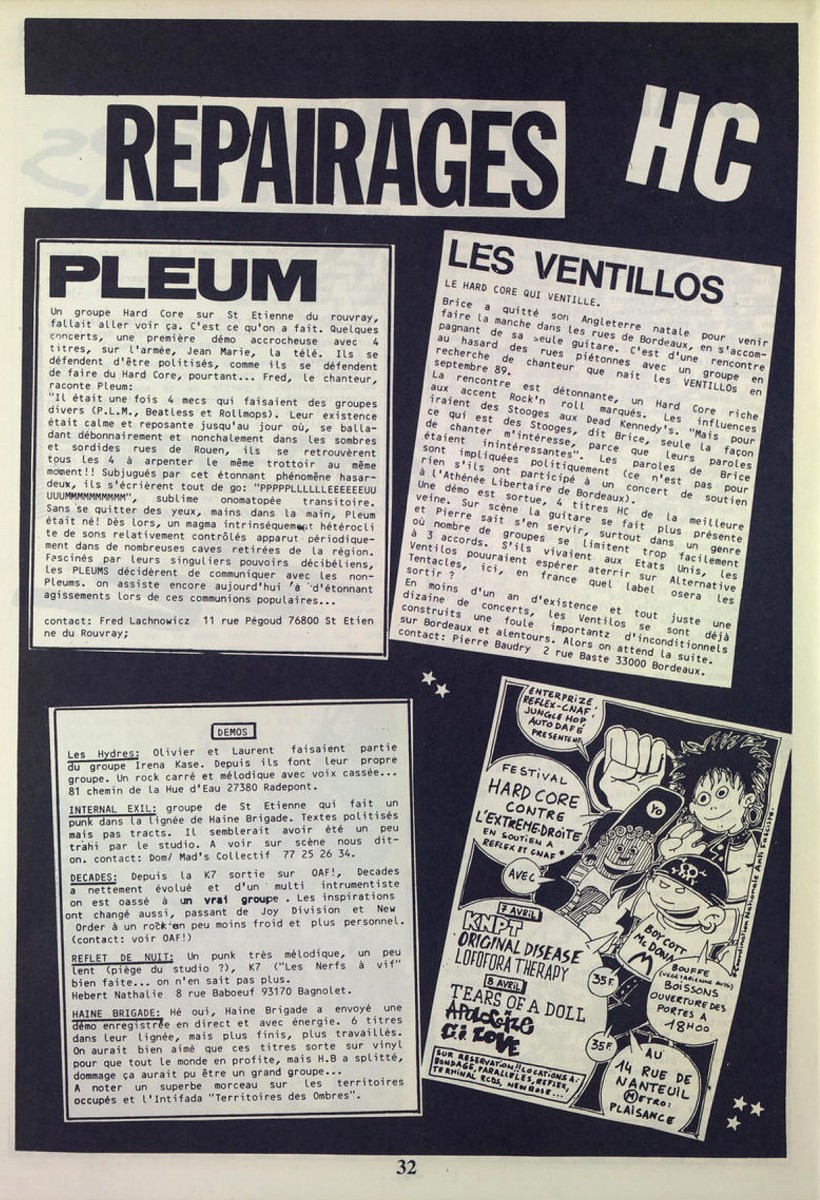 REPAIRAGES
HC
PLEUM
Un groupe Hard Core sur St Etienne du rouvray,
fallait aller voir ça. C'est ce qu'on a fait. Quelques
concerts, une première démo accrocheuse avec 4
titres, sur l'armée, Jean Marie, la télé. Ils se
défendent d'être politisés, comme ils se défendent
de faire du Hard Core, pourtant... Fred, le chanteur,
raconte Pleum:
"Il était une fois 4 mecs qui faisaient des groupes
divers (P.L.M., Beatless et Rollmops). Leur existence
était calme et reposante jusqu'au jour où, se balla-
dant débonnairement et nonchalement dans les sombres
et sordides rues de Rouen, ils se retrouvèrent
tous les 4 à arpenter le même trottoir au même
moment!! Subjugués par cet étonnant phénomène hasar-
deux, ils s'écrièrent tout de go: "PPPPPLLLLLLEEEEEEUU
UUUMMMMMMMMMM", sublime onomatopée transitoire.
Sans se quitter des yeux, mains dans la main, Pleum
était né! Dès lors, un magma intrinsèquement hétérocli
te de sons relativement contrôlés apparut périodique-
ment dans de nombreuses caves retirées de la région.
Fascinés par leurs singuliers pouvoirs décibéliens,
les PLEUMS décidèrent de communiquer avec les non-
Pleums. on assiste encore aujourd'hui à d'étonnant
agissements lors de ces communions populaires...
contact: Fred Lachnowicz 11 rue Pégoud 76800 St Etien
ne du Rouvray;
LES VENTILLOS
LE HARD CORE QUI VENTILLE.
Brice a quitté son Angleterre natale pour venir
faire la manche dans les rues de Bordeaux, en s'accom-
pagnant de sa seule guitare. C'est d'une rencontre
au hasard des rues piétonnes avec un groupe en
recherche de chanteur que nait les VENTILLOs en
septembre 89.
La rencontre est détonnante, un Hard Core riche
aux accent Rock'n roll marqués. Les influences
iraient des Stooges aux Dead Kennedy's. "Mais pour
ce qui est des Stooges, dit Brice, seule la façon
de chanter m'intéresse, parce que leurs paroles
étaient inintéressantes". Les paroles de Brice
sont impliquées politiquement (ce n'est pas pour
rien s'ils ont participé à un concert de soutien
à l'Athénée Libertaire de Bordeaux).
Une démo est sortue, 4 titres HC de la meilleure
veine. Sur scène la guitare se fait plus présente
et Pierre sait s'en servir, surtout dans un genre
où nombre de groupes se limitent trop facilement
à 3 accords. S'ils vivaient aux Etats Unis, les
Ventilos pouuraient espérer aterrir sur Alternative
Tentacles, ici, en france quel label osera les
sortir ?
En moins d'un an d'existence et tout juste une
dizaine de concerts, les Ventilos se sont déjà
construits une foule importantz d'inconditionnels
sur Bordeaux et alentours. Alors on attend la suite.
contact: Pierre Baudry 2 rue Baste 33000 Bordeaux.
DEMOS
Les Hydres: Olivier et Laurent faisaient partie
du groupe Irena Kase. Depuis ils font leur propre
groupe. Un rock carré et mélodique avec voix cassée...
81 chemin de la Hue d'Eau 27380 Radepont.
INTERNAL EXIL: groupe de St Etienne qui fait un
punk dans la lignée de Haine Brigade. Textes politisés
mais pas tracts. Il semblerait avoir été un peu
trahi par le studio. A voir sur scène nous dit-
on. contact: Dom/ Mad's Collectif 77 25 26 34.
DECADES: Depuis la K7 sortie sur OAF!, Decades
a nettement évolué et d'un multi intrumentiste
on est oassé à un vrai groupe . Les inspirations
ont changé aussi, passant de Joy Division et New
Order à un rock un peu moins froid et plus personnel.
(contact: voir OAF!)
REFLET DE NUIT: Un punk très mélodique, un peu
lent (piège du studio ?), K7 ("Les Nerfs à vif"
bien faite... on n'en sait pas plus.
Hebert Nathalie 8 rue Baboeuf 93170 Bagnolet.
HAINE BRIGADE: Hé oui, Haine Brigade a envoyé une
démo enregistrée en direct et avec énergie. 6 titres
dans leur lignée, mais plus finis, plus travaillés.
On aurait bien aimé que ces titres sorte sur vinyl
pour que tout le monde en profite, mais H.B a splitté,
dommage ça aurait pu être un grand groupe...
A noter un superbe morceau sur les territoires
occupés et l'Intifada "Territoires des Ombres".
ENTERPRIZE
REFLEX-CNAF
JUNGLE HOP
AUTO DAFÉ
PRESENTENT
FESTIVAL
HARD CORE
CONTRE
L'EXTREME-DROITE
EN SOUTIEN A
REFLEX ET CNAF *
AVEC
YO
7 AVRIL
KNPT
ORIGINAL DISEASE
LOFOFORA THERAPY
35F.
8 AVRIL
TEARS OF A DOLL
APOLOGIZE
35F.
BOYCOTT
Mc DONA
BOUFFE
(VEGETARIENNE AUSSI)
BOISSONS
OUVERTURE DES
PORTES A
18H00
AU
14 RUE DE
NANTEUIL
METRO:
PLAISANCE
SUR RESERVATION!! LOCATIONS A:
BONDAGE, PARALLELES, REFLEX,
TERMINAL RCDS, NEW ROSE...
*Coordination Nationale Anti Fasciste.
32